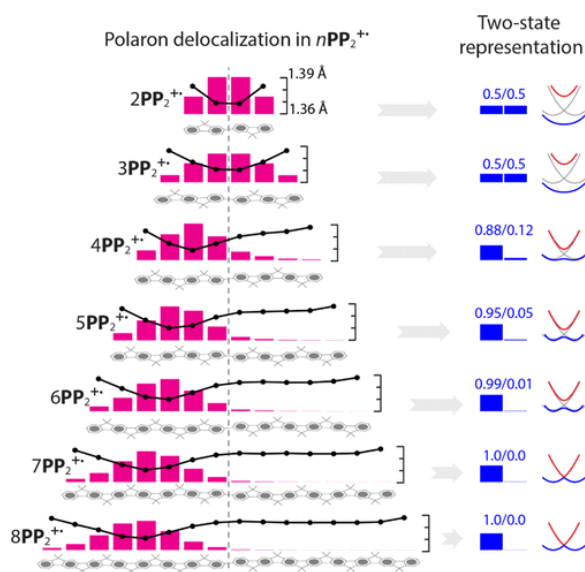 Polaron delocalization in nPP₂⁺•
Two-state
representation
2PP₂⁺•
1.39 Å
1.36 Å
0.5/0.5
3PP₂⁺•
0.5/0.5
4PP₂⁺•
0.88/0.12
5PP₂⁺•
0.95/0.05
6PP₂⁺•
0.99/0.01
7PP₂⁺•
1.0/0.0
8PP₂⁺•
1.0/0.0